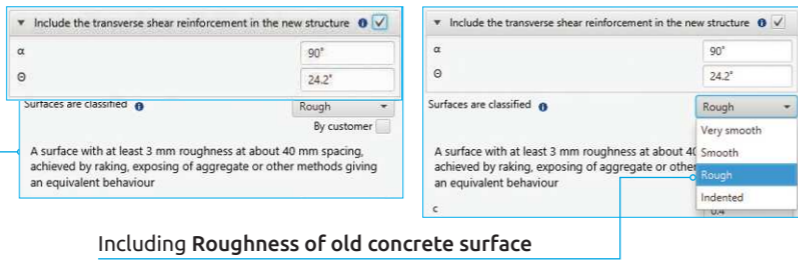 Include the transverse shear reinforcement in the new structure
α 90°
Θ 24.2°
Surfaces are classified Rough
By customer
A surface with at least 3 mm roughness at about 40 mm spacing,
achieved by raking, exposing of aggregate or other methods giving
an equivalent behaviour
Include the transverse shear reinforcement in the new structure
α 90°
Θ 24.2°
Surfaces are classified Rough
Very smooth
Smooth
Rough
Indented
A surface with at least 3 mm roughness at about 40
achieved by raking, exposing of aggregate or other
an equivalent behaviour
c 0.4
Including Roughness of old concrete surface